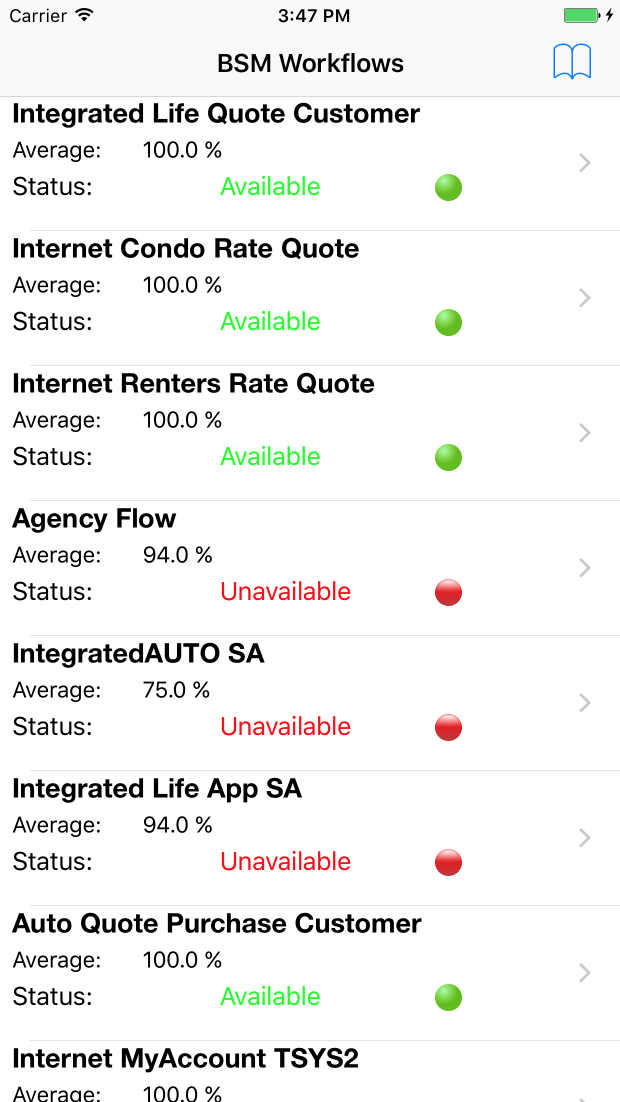 Carrier 3:47 PM
BSM Workflows
Integrated Life Quote Customer
Average: 100.0 %
Status: Available
Internet Condo Rate Quote
Average: 100.0 %
Status: Available
Internet Renters Rate Quote
Average: 100.0 %
Status: Available
Agency Flow
Average: 94.0 %
Status: Unavailable
IntegratedAUTO SA
Average: 75.0 %
Status: Unavailable
Integrated Life App SA
Average: 94.0 %
Status: Unavailable
Auto Quote Purchase Customer
Average: 100.0 %
Status: Available
Internet MyAccount TSYS2
Average: 100.0 %